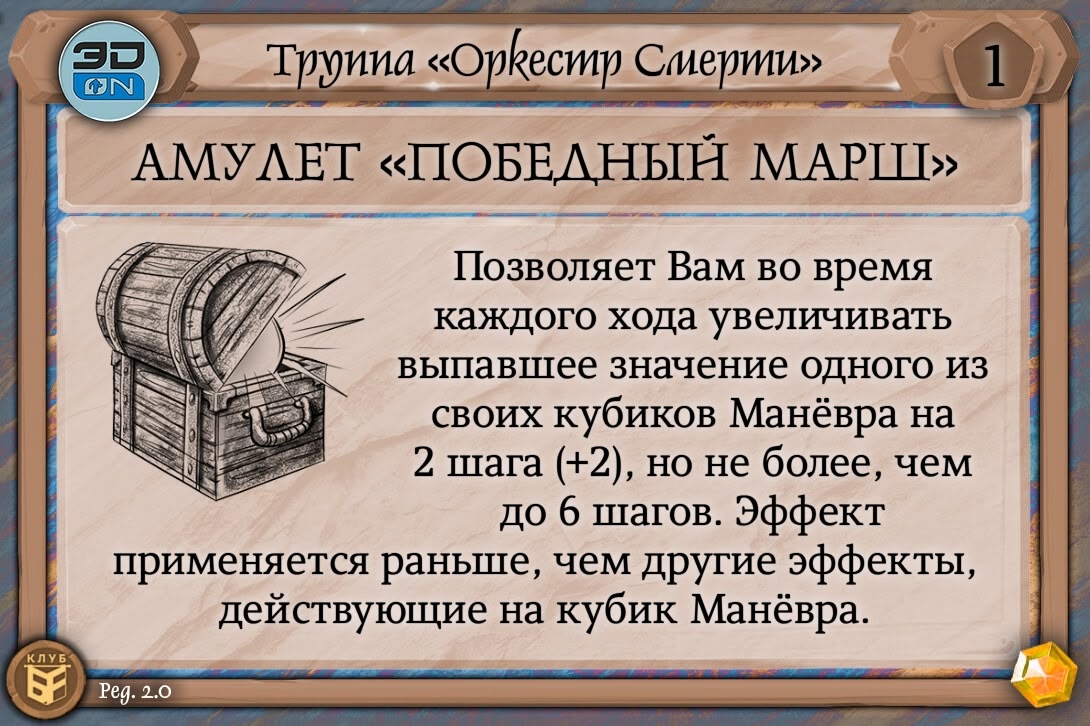 3D
ON
Труппа «Оркестр Смерти»
1
АМУЛЕТ «ПОБЕДНЫЙ МАРШ»
Позволяет Вам во время
каждого хода увеличивать
выпавшее значение одного из
своих кубиков Манёвра на
2 шага (+2), но не более, чем
до 6 шагов. Эффект
применяется раньше, чем другие эффекты,
действующие на кубик Манёвра.
КЛУБ
Ред. 2.0